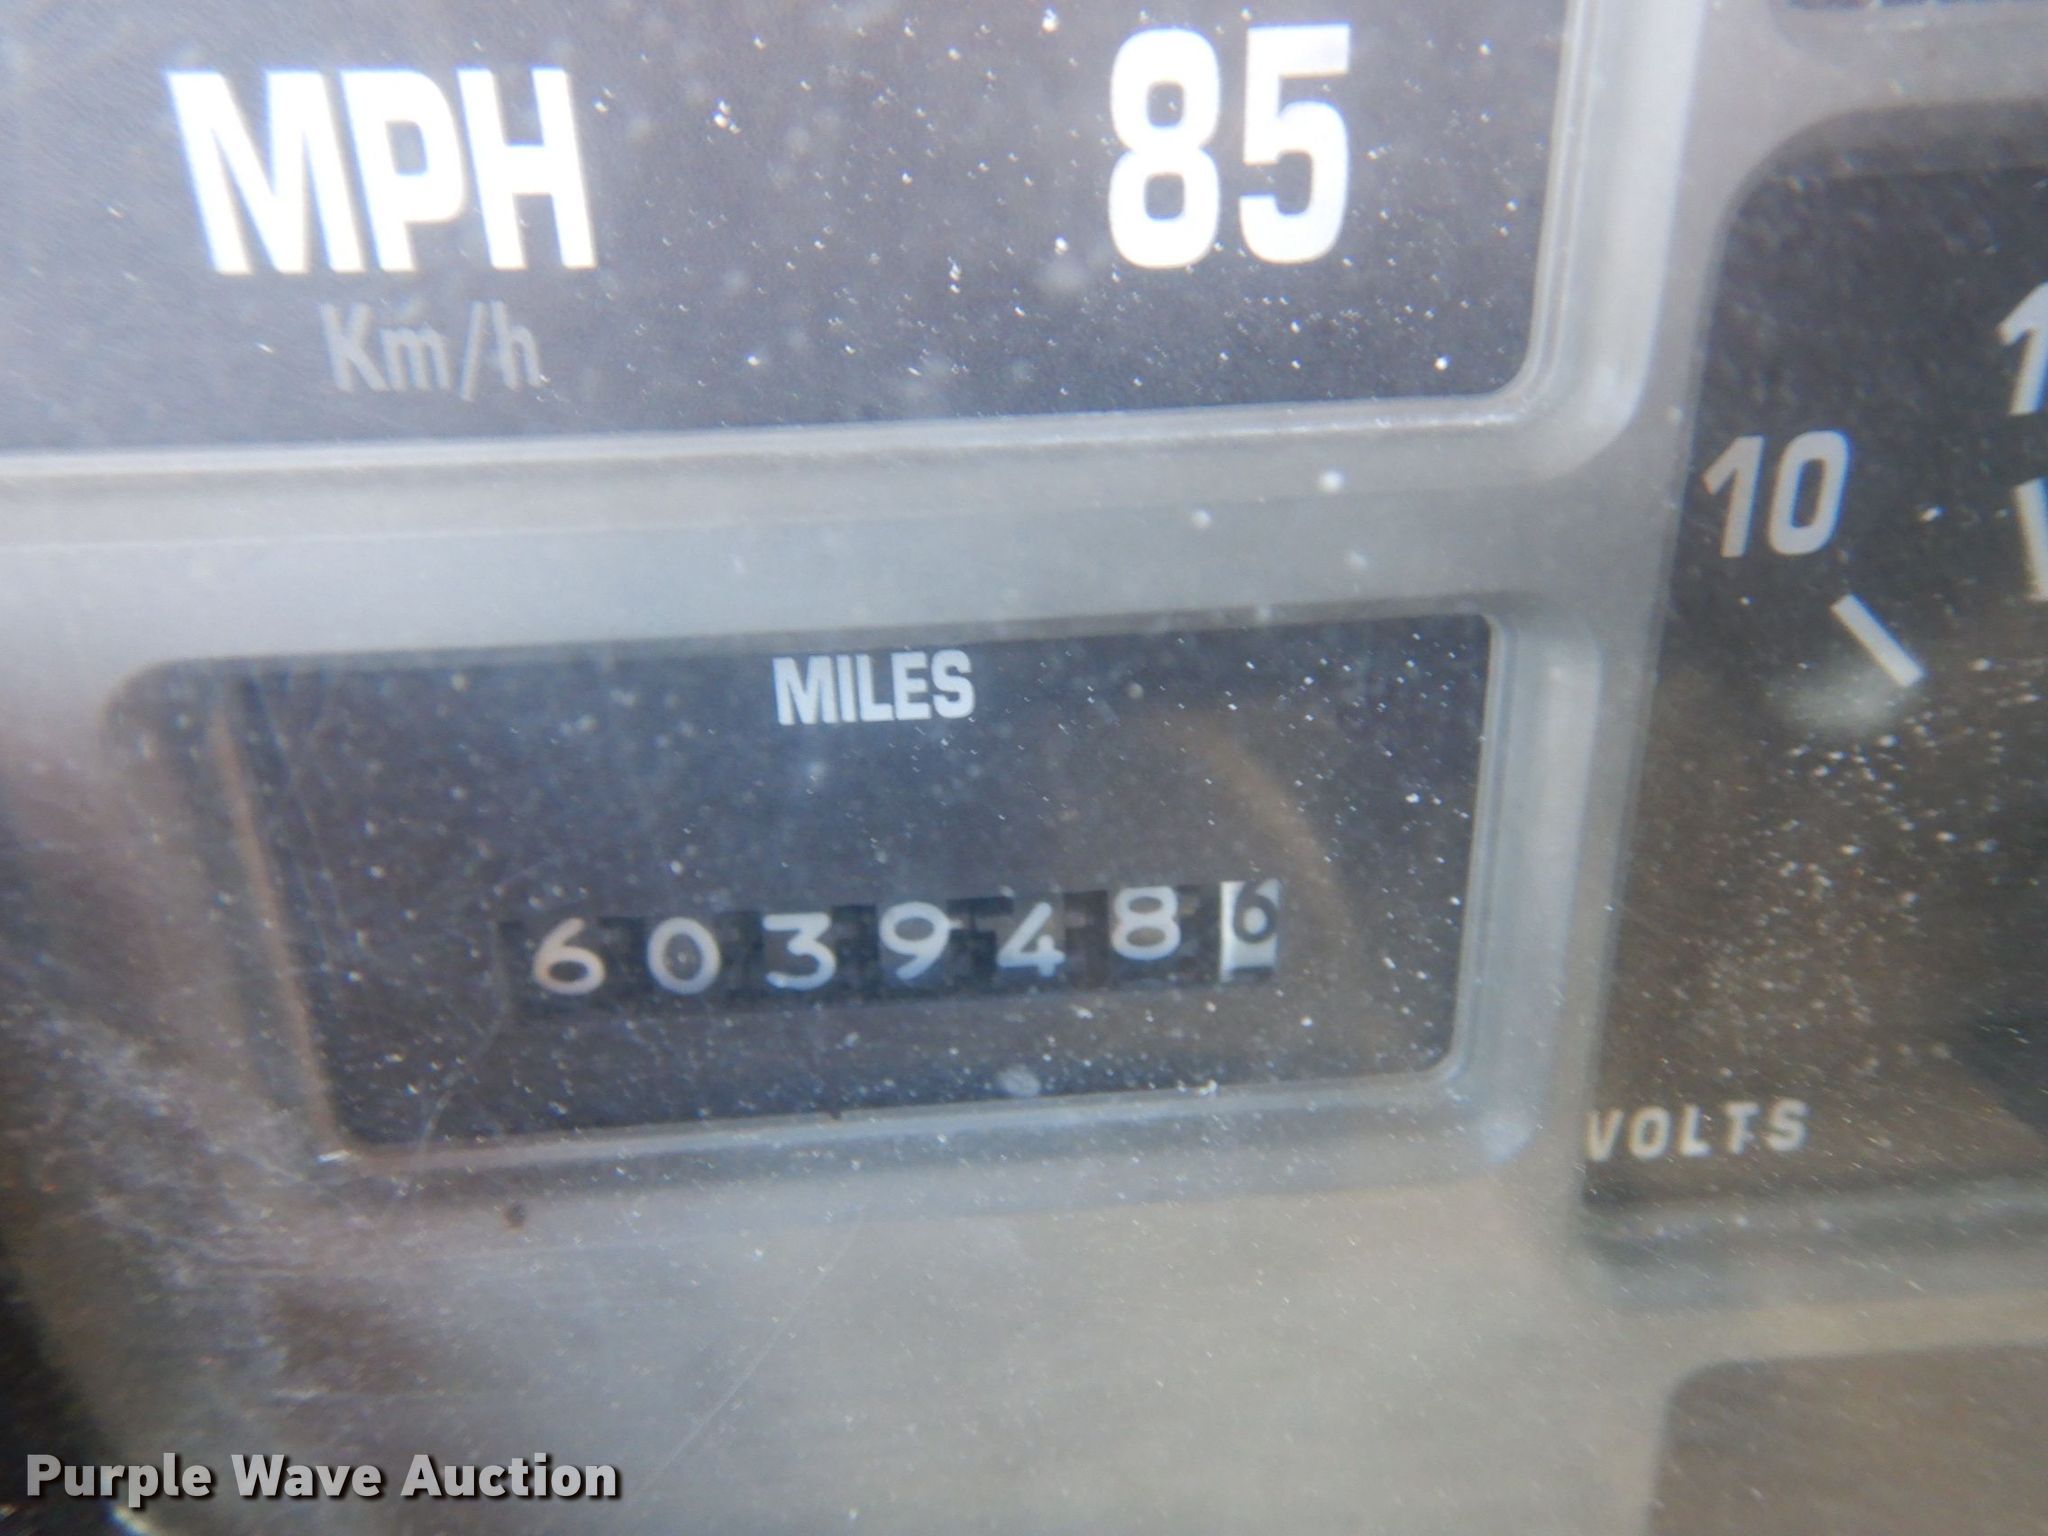 MPH 85
Km/h
10
MILES
6039486
VOLTS
Purple Wave Auction